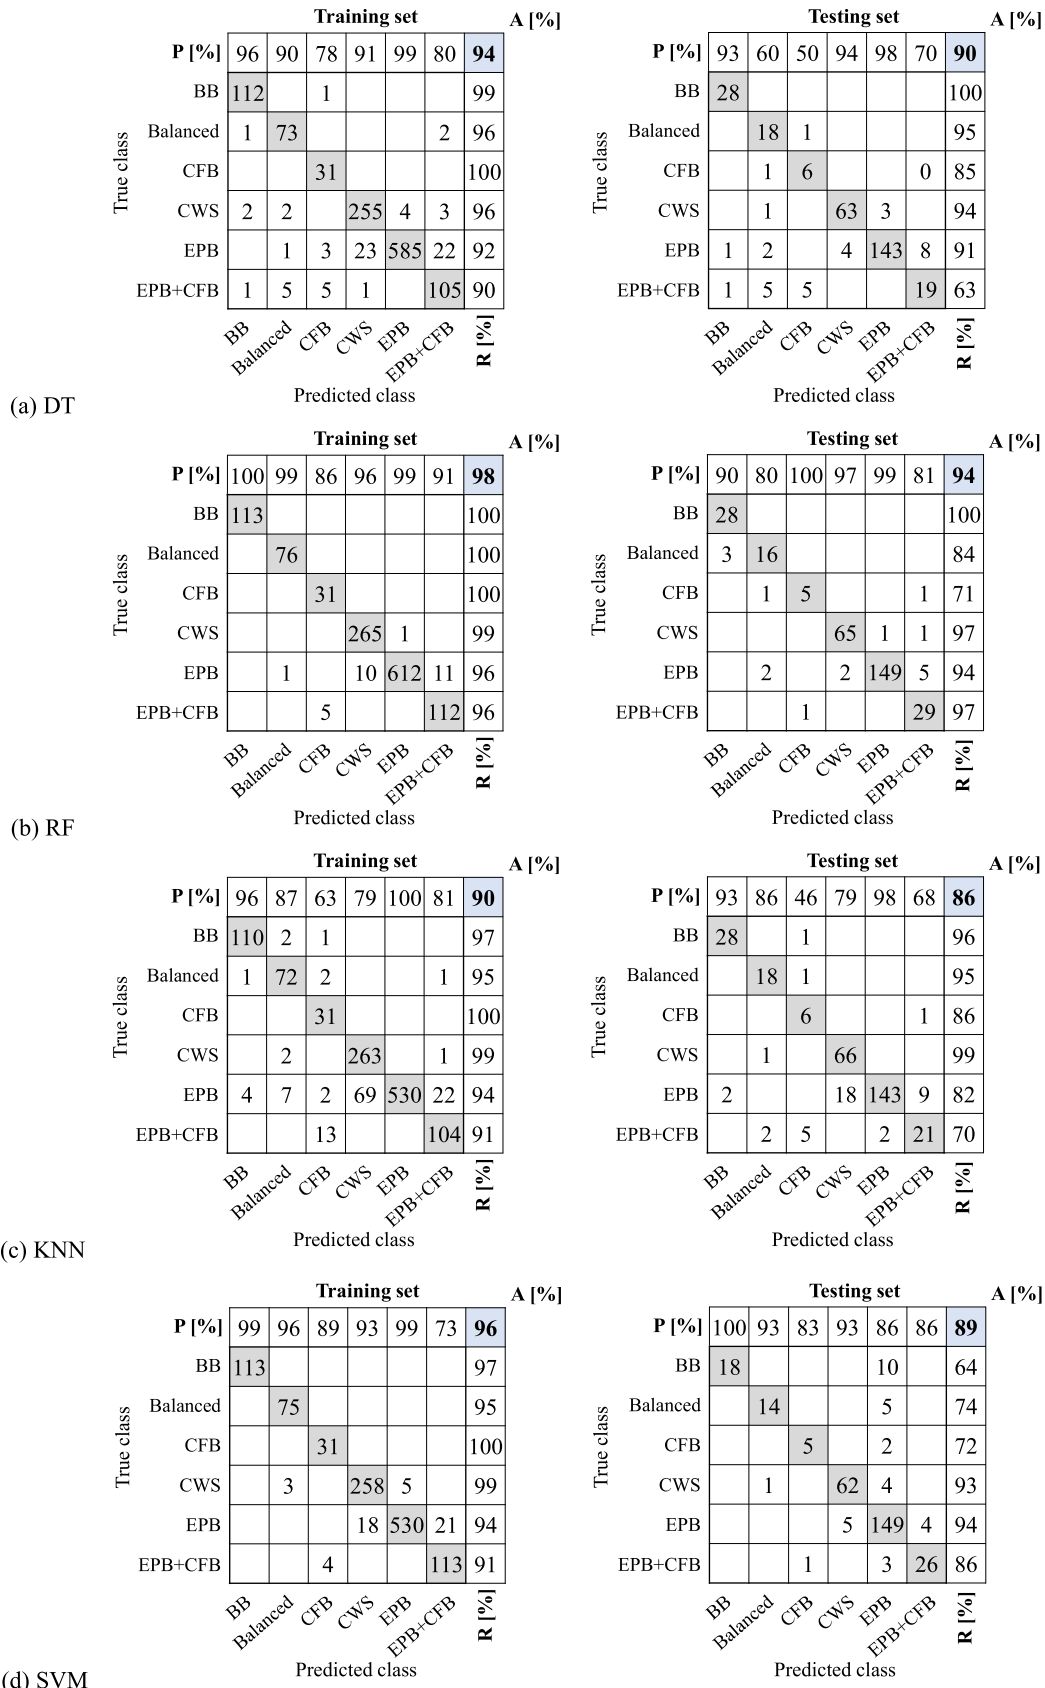 Training set A [%] Testing set A [%]
P [%] 96 90 78 91 99 80 94 P [%] 93 60 50 94 98 70 90
BB 112 1 99 BB 28 100
Balanced 1 73 2 96 Balanced 18 1 95
CFB 31 100 CFB 1 6 0 85
CWS 2 2 255 4 3 96 CWS 1 63 3 94
EPB 1 3 23 585 22 92 EPB 1 2 4 143 8 91
EPB+CFB 1 5 5 1 105 90 EPB+CFB 1 5 5 19 63
True class True class
BB Balanced CFB CWS EPB EPB+CFB R [%] BB Balanced CFB CWS EPB EPB+CFB R [%]
Predicted class Predicted class
(a) DT
Training set A [%] Testing set A [%]
P [%] 100 99 86 96 99 91 98 P [%] 90 80 100 97 99 81 94
BB 113 100 BB 28 100
Balanced 76 100 Balanced 3 16 84
CFB 31 100 CFB 1 5 1 71
CWS 265 1 99 CWS 65 1 1 97
EPB 1 10 612 11 96 EPB 2 2 149 5 94
EPB+CFB 5 112 96 EPB+CFB 1 29 97
True class True class
BB Balanced CFB CWS EPB EPB+CFB R [%] BB Balanced CFB CWS EPB EPB+CFB R [%]
Predicted class Predicted class
(b) RF
Training set A [%] Testing set A [%]
P [%] 96 87 63 79 100 81 90 P [%] 93 86 46 79 98 68 86
BB 110 2 1 97 BB 28 1 96
Balanced 1 72 2 1 95 Balanced 18 1 95
CFB 31 100 CFB 6 1 86
CWS 2 263 1 99 CWS 1 66 99
EPB 4 7 2 69 530 22 94 EPB 2 18 143 9 82
EPB+CFB 13 104 91 EPB+CFB 2 5 2 21 70
True class True class
BB Balanced CFB CWS EPB EPB+CFB R [%] BB Balanced CFB CWS EPB EPB+CFB R [%]
Predicted class Predicted class
(c) KNN
Training set A [%] Testing set A [%]
P [%] 99 96 89 93 99 73 96 P [%] 100 93 83 93 86 86 89
BB 113 97 BB 18 10 64
Balanced 75 95 Balanced 14 5 74
CFB 31 100 CFB 5 2 72
CWS 3 258 5 99 CWS 1 62 4 93
EPB 18 530 21 94 EPB 5 149 4 94
EPB+CFB 4 113 91 EPB+CFB 1 3 26 86
True class True class
BB Balanced CFB CWS EPB EPB+CFB R [%] BB Balanced CFB CWS EPB EPB+CFB R [%]
Predicted class Predicted class
(d) SVM